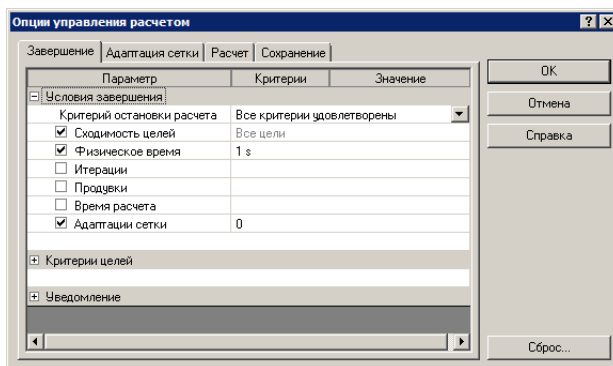 Опции управления расчетом
Завершение Адаптация сетки Расчет Сохранение
Параметр Критерии Значение
Условия завершения
Критерий остановки расчета Все критерии удовлетворены
Сходимость целей Все цели
Физическое время 1 s
Итерации
Продувки
Время расчета
Адаптации сетки 0
Критерии целей
Уведомление
OK
Отмена
Справка
Сброс...